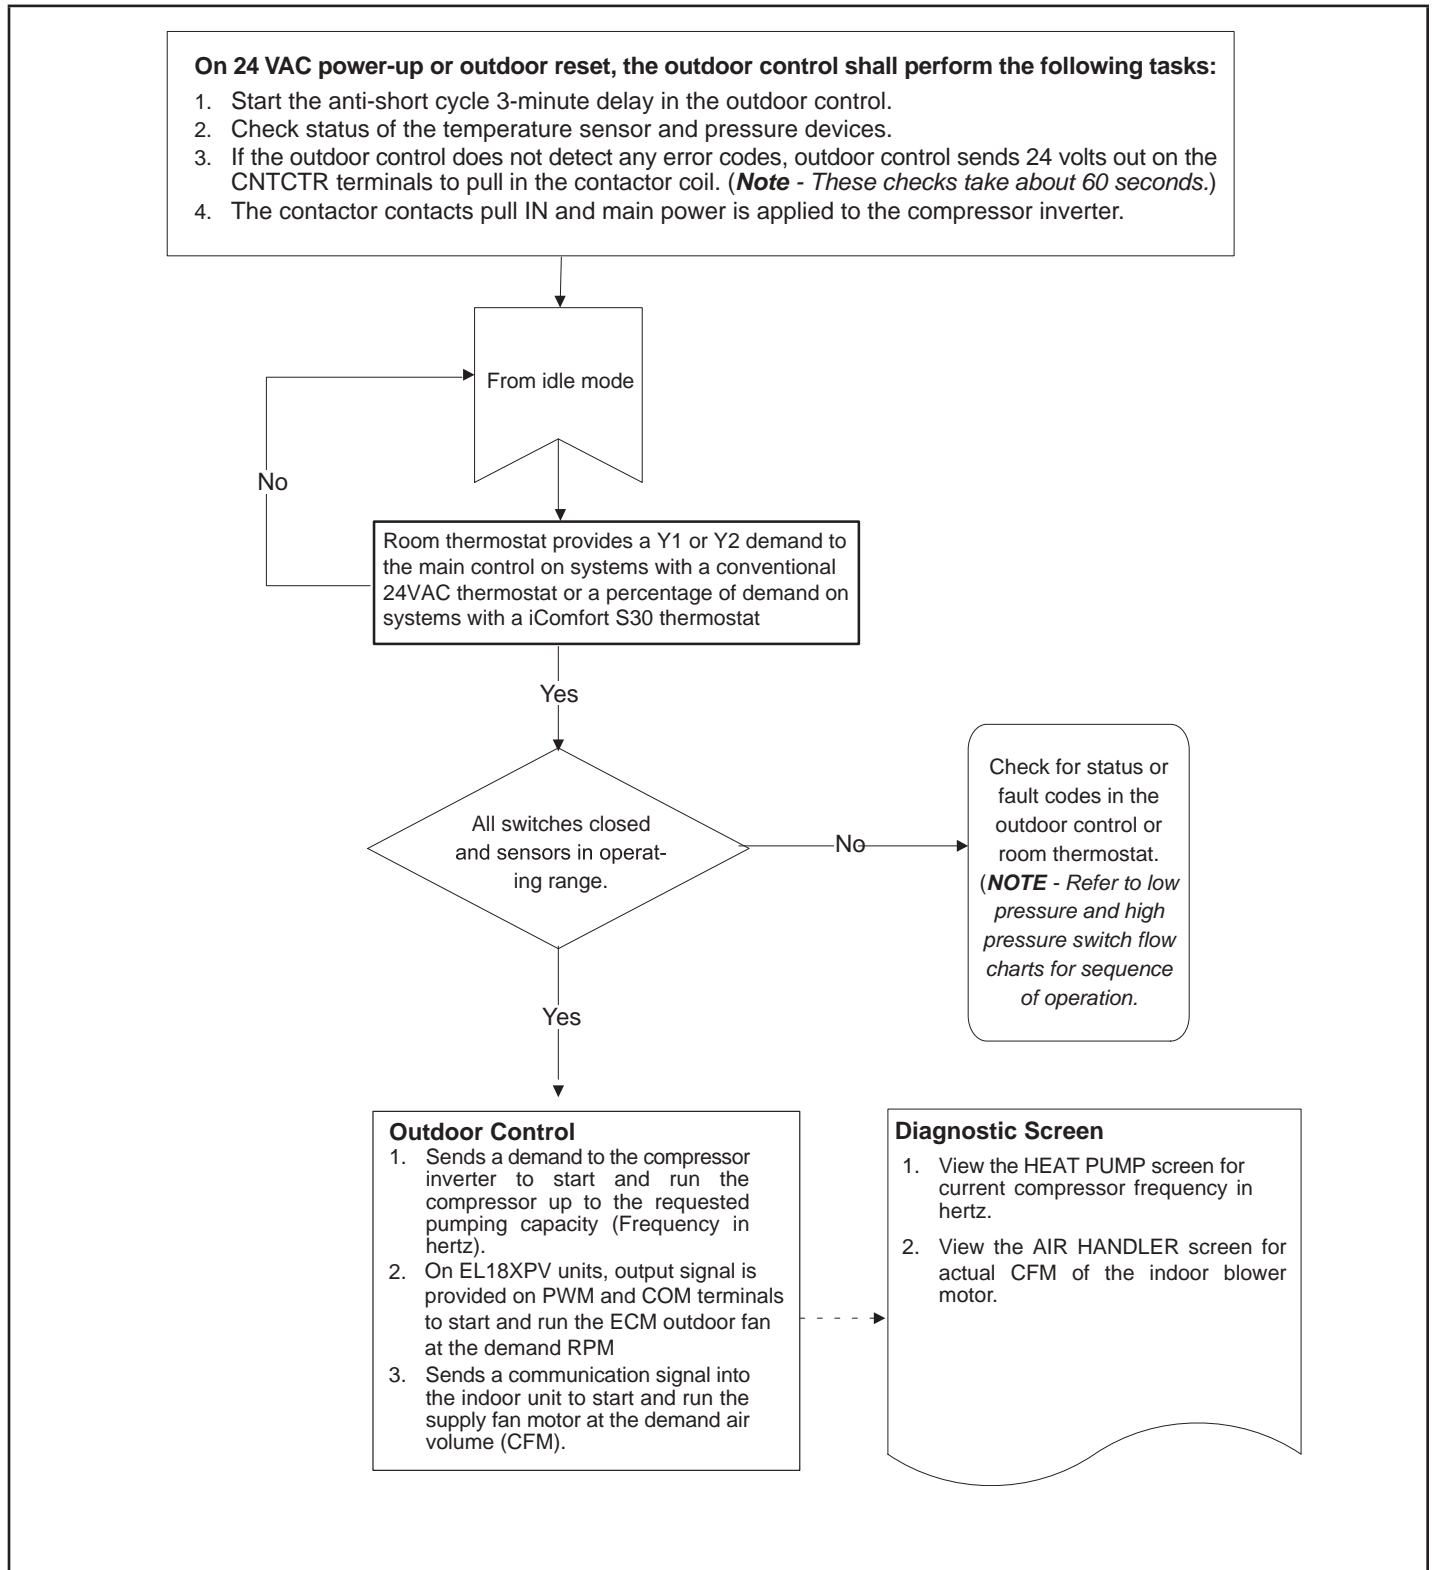 On 24 VAC power-up or outdoor reset, the outdoor control shall perform the following tasks:
1. Start the anti-short cycle 3-minute delay in the outdoor control.
2. Check status of the temperature sensor and pressure devices.
3. If the outdoor control does not detect any error codes, outdoor control sends 24 volts out on the
CNTCTR terminals to pull in the contactor coil. (Note - These checks take about 60 seconds.)
4. The contactor contacts pull IN and main power is applied to the compressor inverter.
From idle mode
No
Room thermostat provides a Y1 or Y2 demand to
the main control on systems with a conventional
24VAC thermostat or a percentage of demand on
systems with a iComfort S30 thermostat
Yes
All switches closed
and sensors in operat-
ing range.
No
Check for status or
fault codes in the
outdoor control or
room thermostat.
(NOTE - Refer to low
pressure and high
pressure switch flow
charts for sequence
of operation.
Yes
Outdoor Control
1. Sends a demand to the compressor
inverter to start and run the
compressor up to the requested
pumping capacity (Frequency in
hertz).
2. On EL18XPV units, output signal is
provided on PWM and COM terminals
to start and run the ECM outdoor fan
at the demand RPM
3. Sends a communication signal into
the indoor unit to start and run the
supply fan motor at the demand air
volume (CFM).
Diagnostic Screen
1. View the HEAT PUMP screen for
current compressor frequency in
hertz.
2. View the AIR HANDLER screen for
actual CFM of the indoor blower
motor.